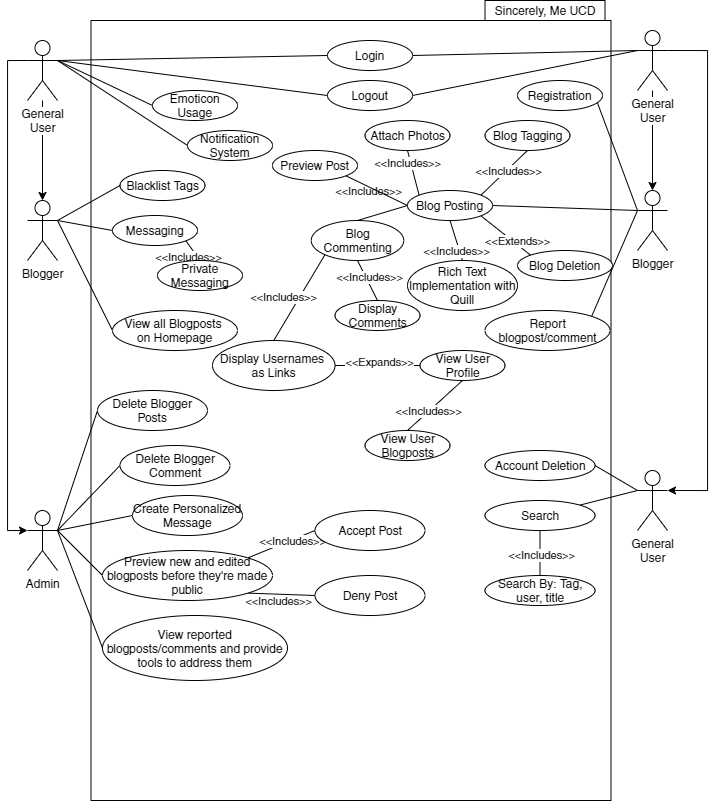 Sincerely, Me UCD
Login
Logout
General
User
General
User
Registration
Emoticon
Usage
Notification
System
Attach Photos
Blog Tagging
<<Includes>>
<<Includes>>
Preview Post
<<Includes>>
Blacklist Tags
Blog Posting
Messaging
<<Includes>>
Private
Messaging
Blog
Commenting
<<Extends>>
<<Includes>>
Blogger
Blogger
Blog Deletion
Rich Text
Implementation with
Quill
<<Includes>>
<<Includes>>
Display
Comments
View all Blogposts
on Homepage
Report
blogpost/comment
Display Usernames
as Links
<<Expands>>
View User
Profile
<<Includes>>
View User
Blogposts
Delete Blogger
Posts
Delete Blogger
Comment
Account Deletion
Create Personalized
Message
Search
Accept Post
<<Includes>>
General
User
<<Includes>>
Preview new and edited
blogposts before they're made
public
Admin
Search By: Tag,
user, title
Deny Post
<<Includes>>
View reported
blogposts/comments and provide
tools to address them